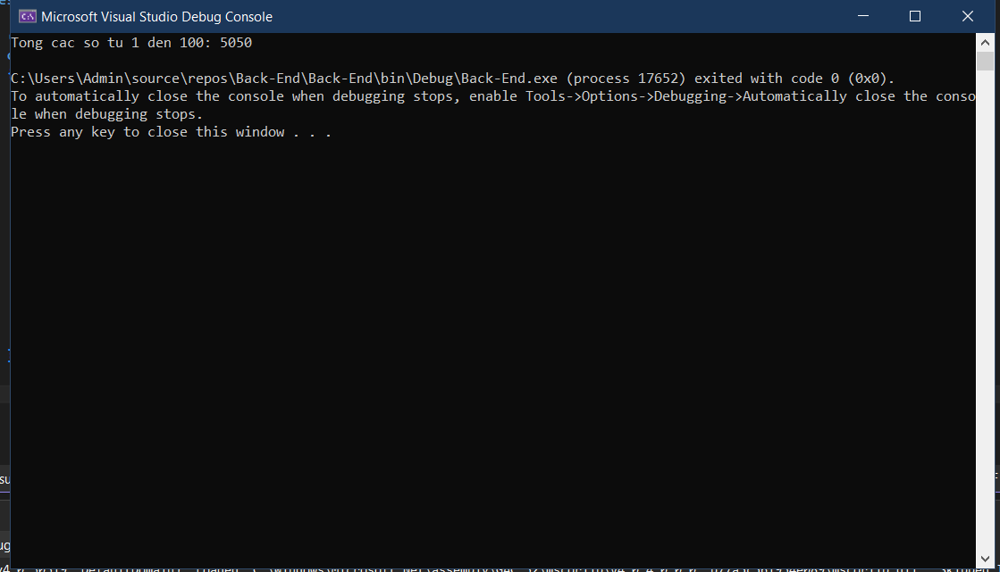 Microsoft Visual Studio Debug Console
Tong cac so tu 1 den 100: 5050
C:\Users\Admin\source\repos\Back-End\Back-End\bin\Debug\Back-End.exe (process 17652) exited with code 0 (0x0).
To automatically close the console when debugging stops, enable Tools->Options->Debugging->Automatically close the conso
le when debugging stops.
Press any key to close this window . . .